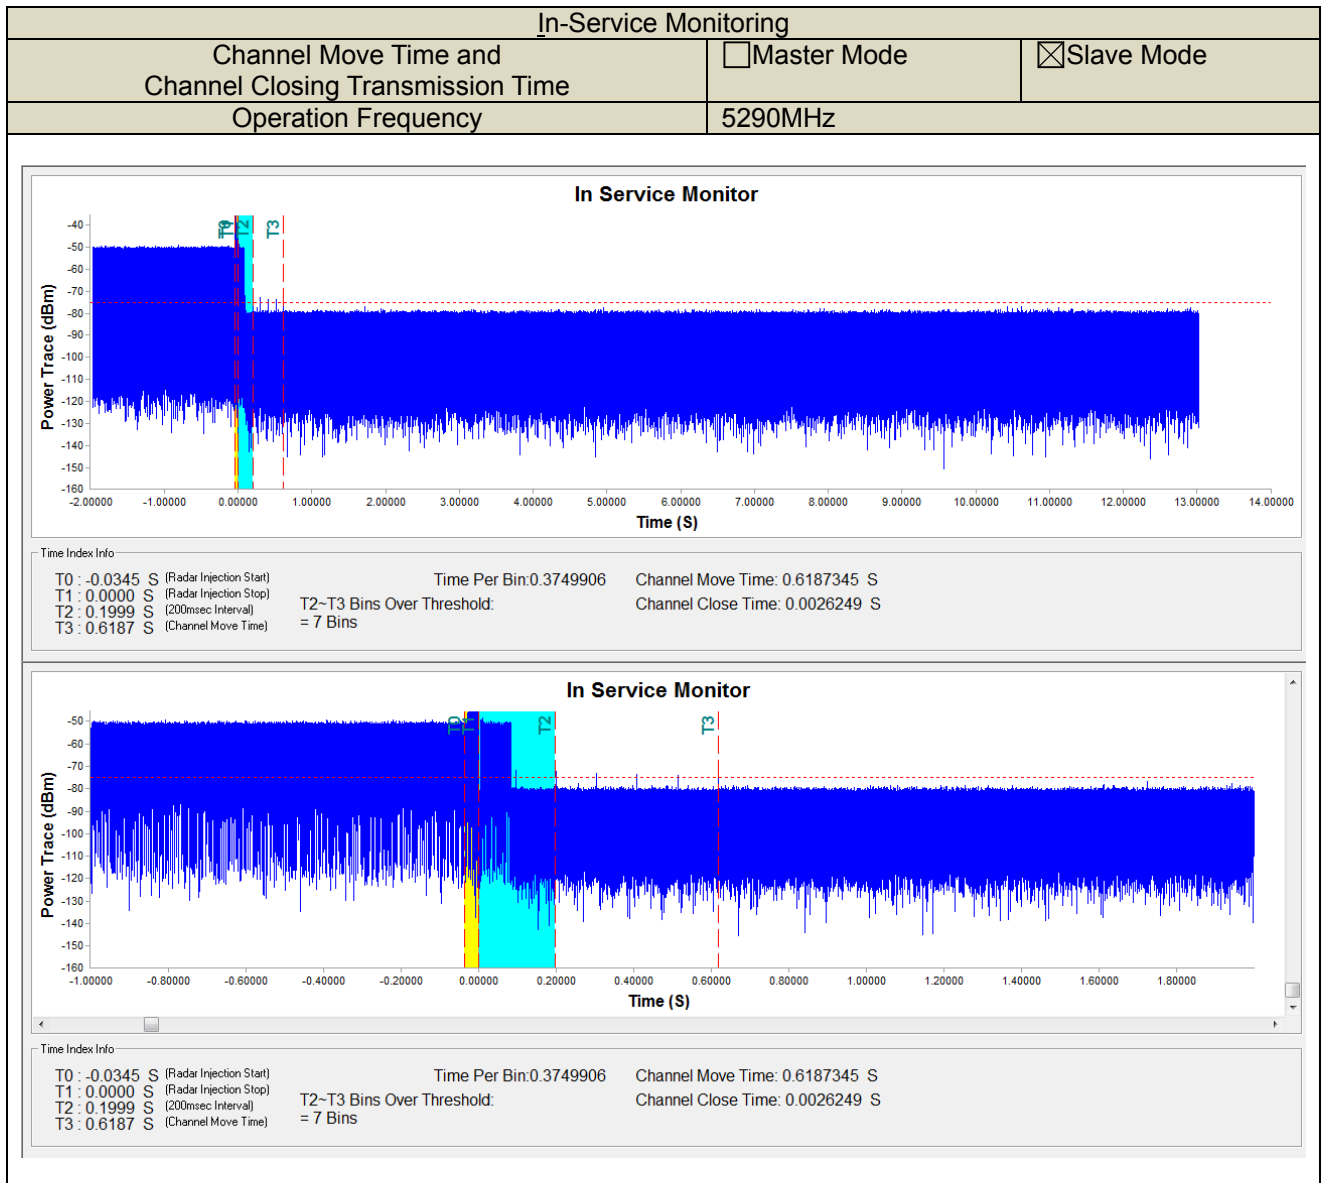 In-Service Monitoring
Channel Move Time and
Channel Closing Transmission Time
Master Mode
Slave Mode
Operation Frequency
5290MHz
In Service Monitor
T0
T1
T2
T3
Power Trace (dBm)
-40
-50
-60
-70
-80
-90
-100
-110
-120
-130
-140
-150
-160
-2.00000 -1.00000 0.00000 1.00000 2.00000 3.00000 4.00000 5.00000 6.00000 7.00000 8.00000 9.00000 10.00000 11.00000 12.00000 13.00000 14.00000
Time (S)
Time Index Info
T0 : -0.0345 S (Radar Injection Start)
T1 : 0.0000 S (Radar Injection Stop)
T2 : 0.1999 S (200msec Interval)
T3 : 0.6187 S (Channel Move Time)
Time Per Bin:0.3749906
T2~T3 Bins Over Threshold:
= 7 Bins
Channel Move Time: 0.6187345 S
Channel Close Time: 0.0026249 S
In Service Monitor
T0
T1
T2
T3
Power Trace (dBm)
-50
-60
-70
-80
-90
-100
-110
-120
-130
-140
-150
-160
-1.00000 -0.80000 -0.60000 -0.40000 -0.20000 0.00000 0.20000 0.40000 0.60000 0.80000 1.00000 1.20000 1.40000 1.60000 1.80000
Time (S)
Time Index Info
T0 : -0.0345 S (Radar Injection Start)
T1 : 0.0000 S (Radar Injection Stop)
T2 : 0.1999 S (200msec Interval)
T3 : 0.6187 S (Channel Move Time)
Time Per Bin:0.3749906
T2~T3 Bins Over Threshold:
= 7 Bins
Channel Move Time: 0.6187345 S
Channel Close Time: 0.0026249 S